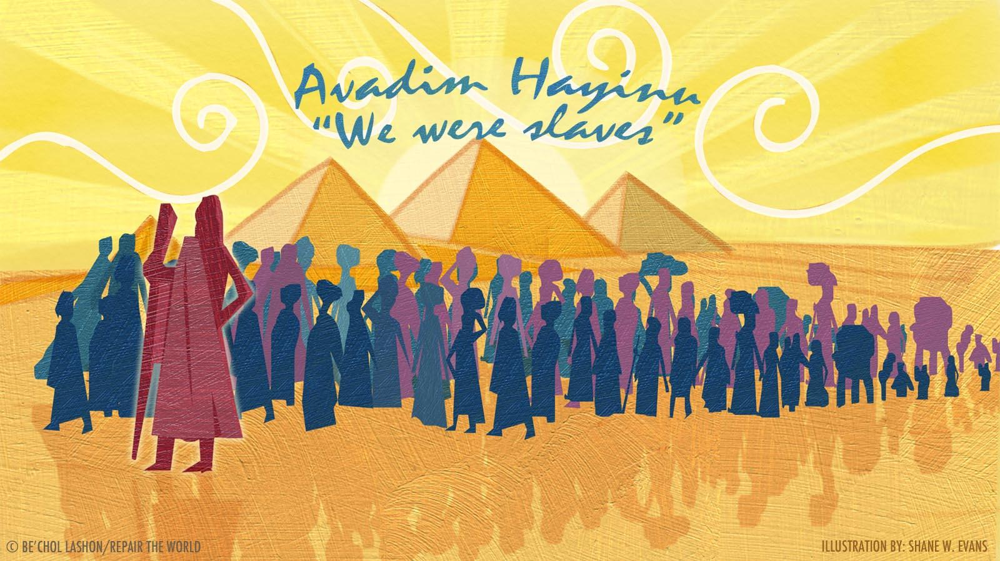 Avadim Hayinu
“We were slaves”
© BE'CHOL LASHON/REPAIR THE WORLD
ILLUSTRATION BY: SHANE W. EVANS